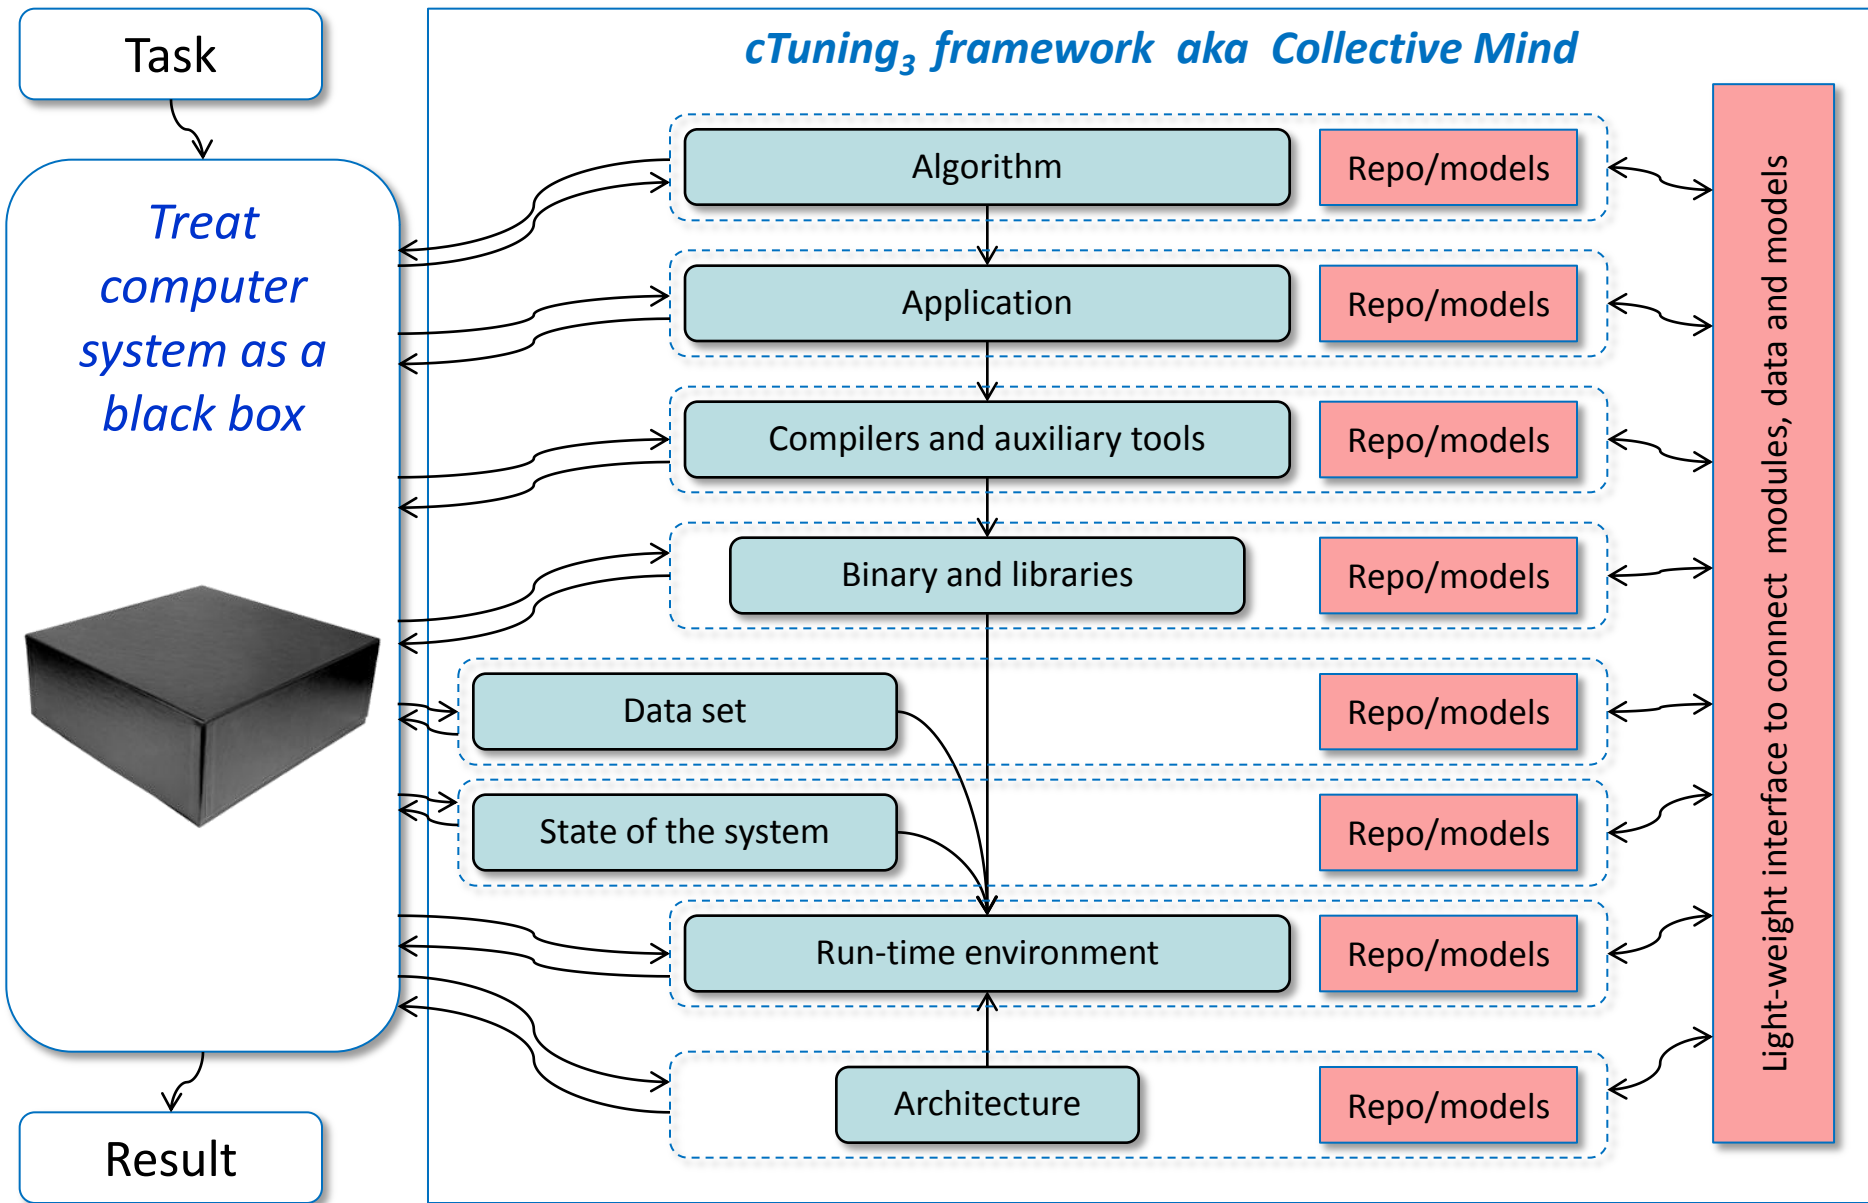 Task
Treat
computer
system as a
black box
Result
cTuning₃ framework aka Collective Mind
Algorithm
Repo/models
Application
Repo/models
Compilers and auxiliary tools
Repo/models
Binary and libraries
Repo/models
Data set
Repo/models
State of the system
Repo/models
Run-time environment
Repo/models
Architecture
Repo/models
Light-weight interface to connect modules, data and models